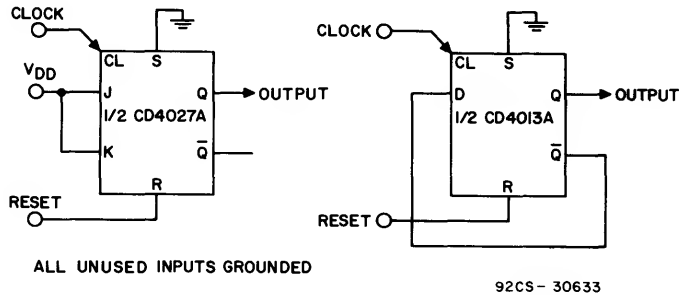 CLOCK
CL
S
VDD
J
Q
OUTPUT
1/2 CD4027A
K
Q̅
R
RESET
CLOCK
CL
S
D
Q
OUTPUT
1/2 CD4013A
Q̅
R
RESET
ALL UNUSED INPUTS GROUNDED
92CS-30633